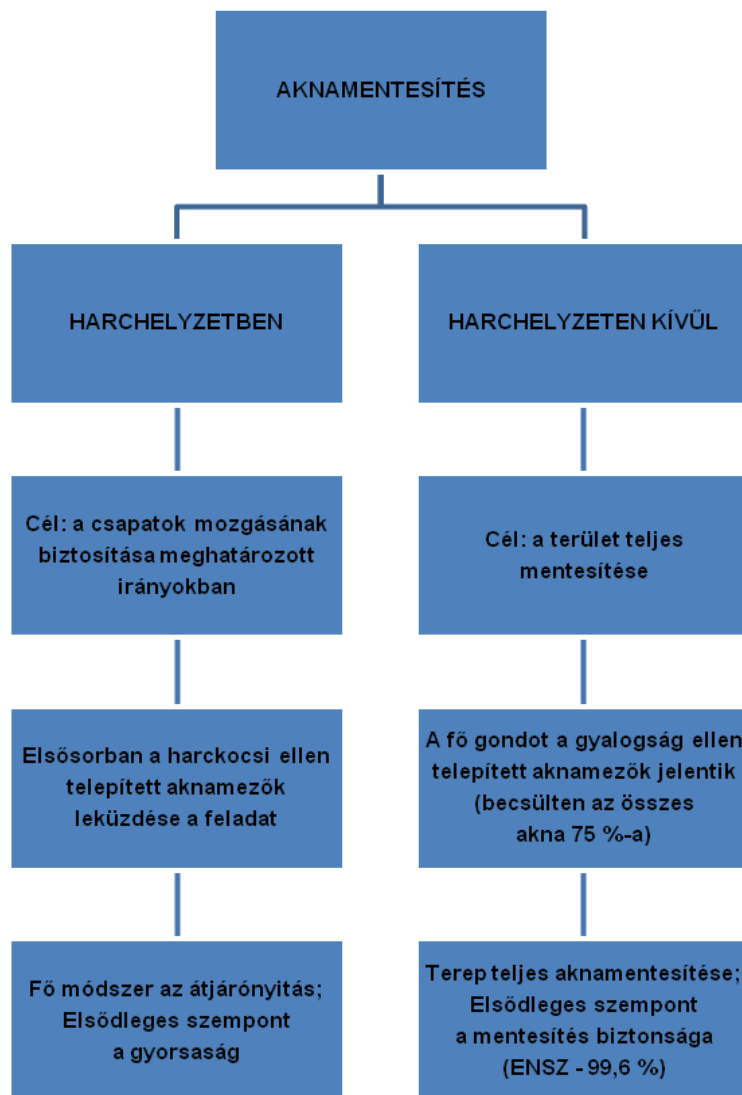 AKNAMENTESÍTÉS
HARCHELYZETBEN
HARCHELYZETEN KÍVÜL
Cél: a csapatok mozgásának
biztosítása meghatározott
irányokban
Cél: a terület teljes
mentesítése
Elsősorban a harckocsi ellen
telepített aknamezők
leküzdése a feladat
A fő gondot a gyalogság ellen
telepített aknamezők jelentik
(becsülten az összes
akna 75 %-a)
Fő módszer az átjárónyitás;
Elsődleges szempont
a gyorsaság
Terep teljes aknamentesítése;
Elsődleges szempont
a mentesítés biztonsága
(ENSZ - 99,6 %)